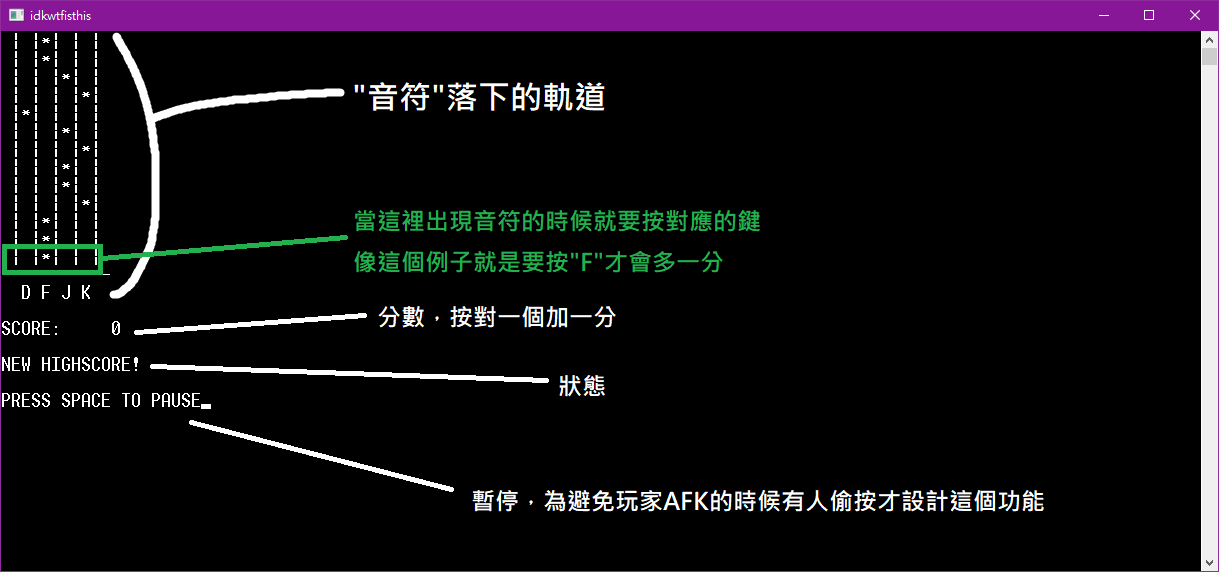 idkwtfisthis
| |*| | |
| |*| | |
| | |*| |
| | | |*|
|*| | | |
| | |*| |
| | | |*|
| | |*| |
| | |*| |
| | | |*|
| |*| | |
| |*| | |
| |*| | |_
D F J K
SCORE: 0
NEW HIGHSCORE!
PRESS SPACE TO PAUSE_
"音符"落下的軌道
當這裡出現音符的時候就要按對應的鍵
像這個例子就是要按"F"才會多一分
分數，按對一個加一分
狀態
暫停，為避免玩家AFK的時候有人偷按才設計這個功能